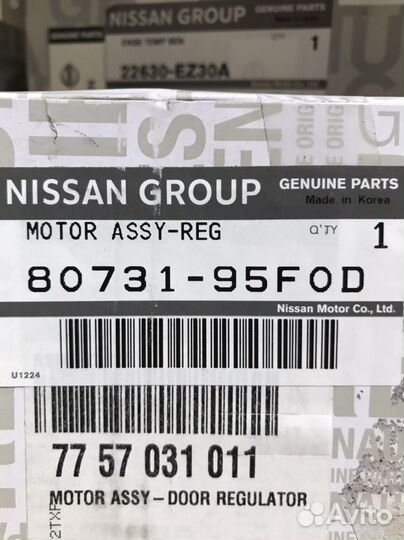 NISSAN GROUP
GENUINE PARTS
Q'TY 1
22630-EZ30A
NISSAN GROUP GENUINE PARTS
Made in Korea
MOTOR ASSY-REG Q'TY 1
80731-95F0D
Nissan Motor Co., Ltd.
U1224
77 57 031 011
MOTOR ASSY – DOOR REGULATOR
Avito